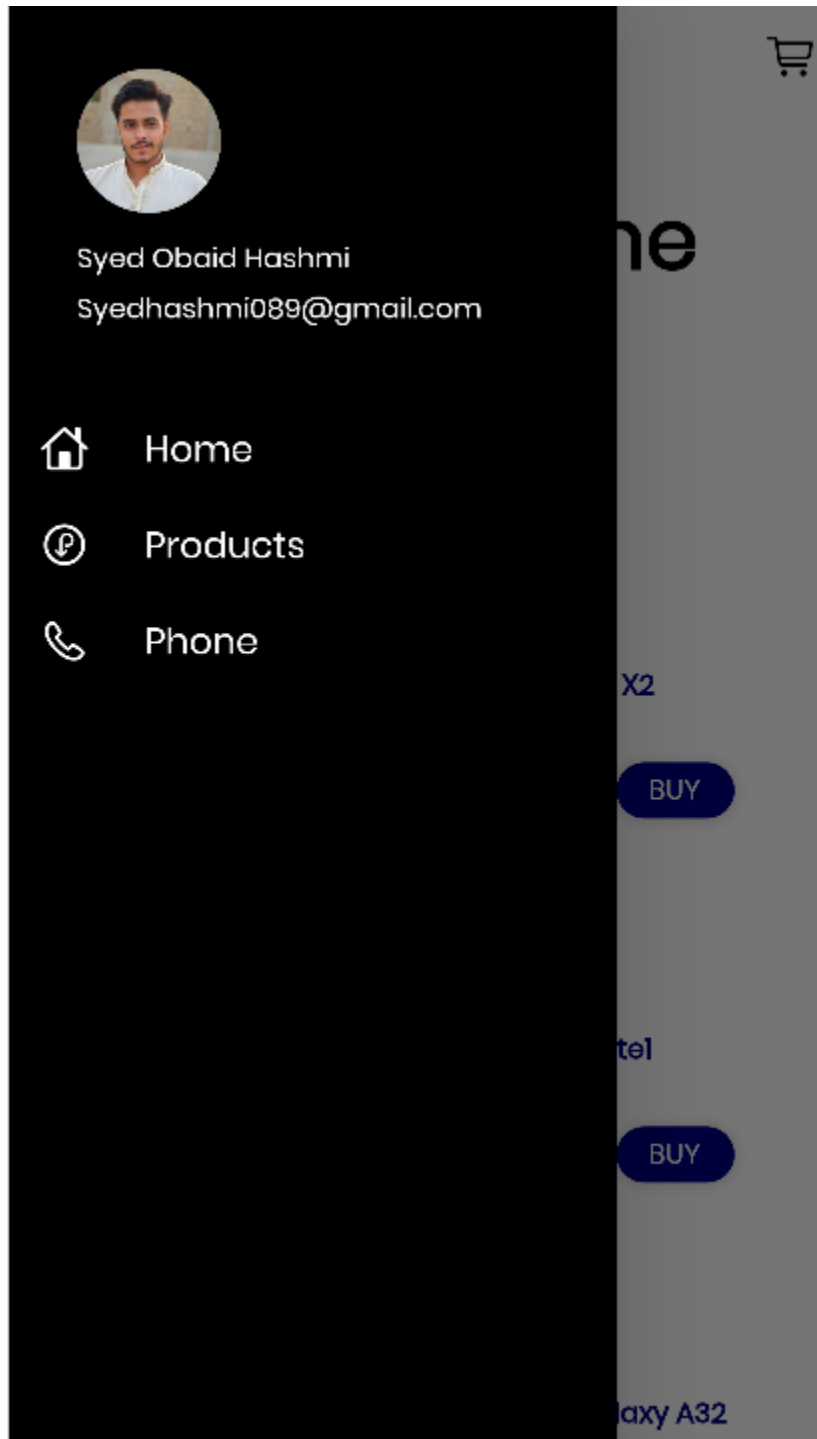 ne
Syed Obaid Hashmi
Syedhashmi089@gmail.com
Home
Products
Phone
X2
BUY
tel
BUY
laxy A32